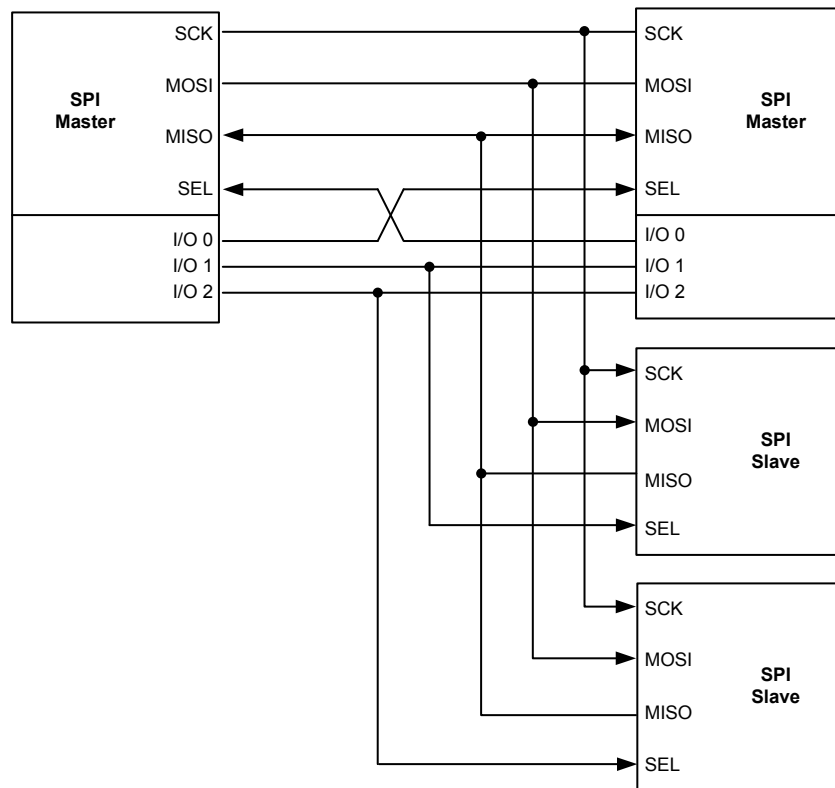 SCK
MOSI
SPI
Master
MISO
SEL
I/O 0
I/O 1
I/O 2
SCK
MOSI
SPI
Master
MISO
SEL
I/O 0
I/O 1
I/O 2
SCK
MOSI
SPI
Slave
MISO
SEL
SCK
MOSI
SPI
Slave
MISO
SEL